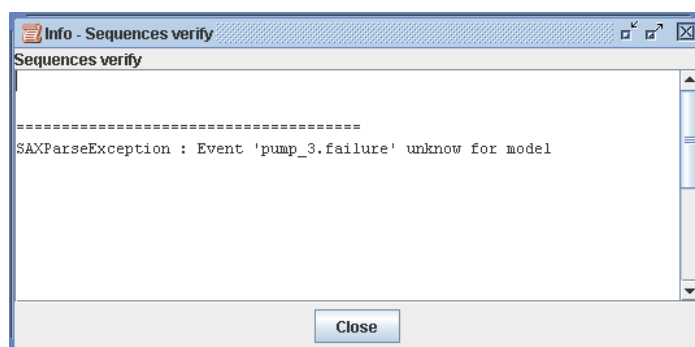 Info - Sequences verify
Sequences verify
======================================
SAXParseException : Event 'pump_3.failure' unknow for model
Close